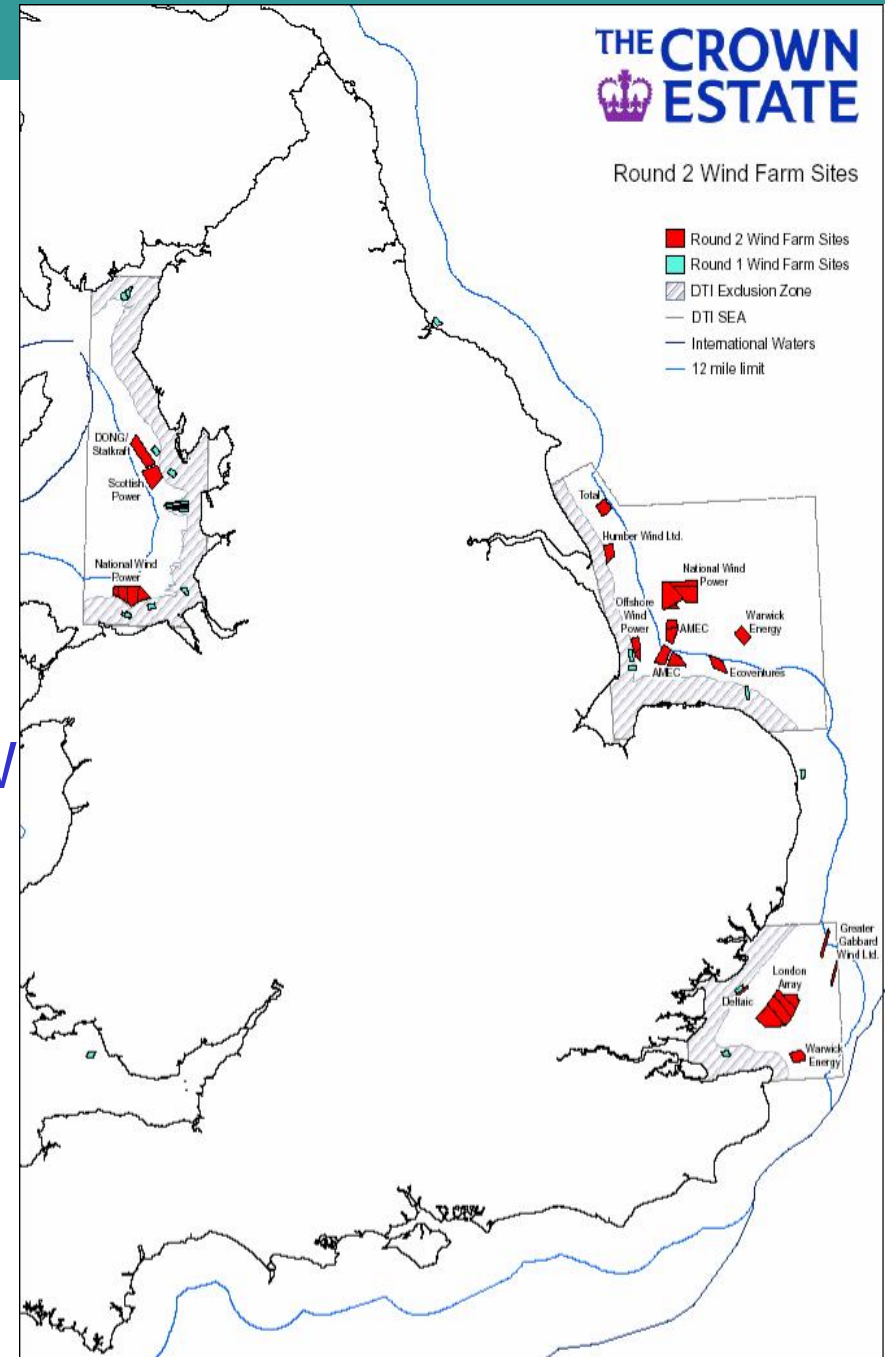 THE CROWN
ESTATE
Round 2 Wind Farm Sites
Round 2 Wind Farm Sites
Round 1 Wind Farm Sites
DTI Exclusion Zone
DTI SEA
International Waters
12 mile limit
DONG/
Statkraft
Scottish
Power
National Wind
Power
Total
Humber Wind Ltd.
National Wind
Power
Offshore
Wind
Power
AMEC
Warwick
Energy
AMEC
Ecoventures
Greater
Gabbard
Wind Ltd.
London
Array
Deltaic
Warwick
Energy